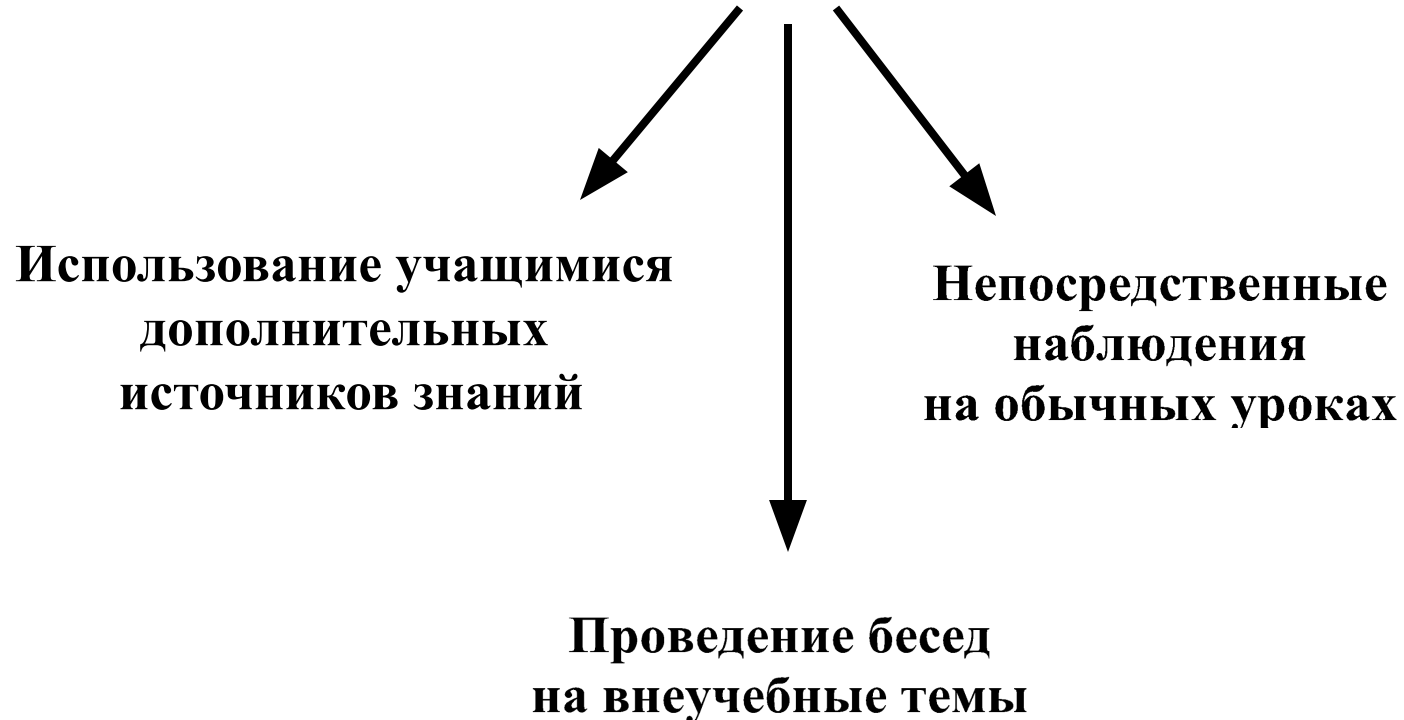 Использование учащимися
дополнительных
источников знаний
Непосредственные
наблюдения
на обычных уроках
Проведение бесед
на внеучебные темы